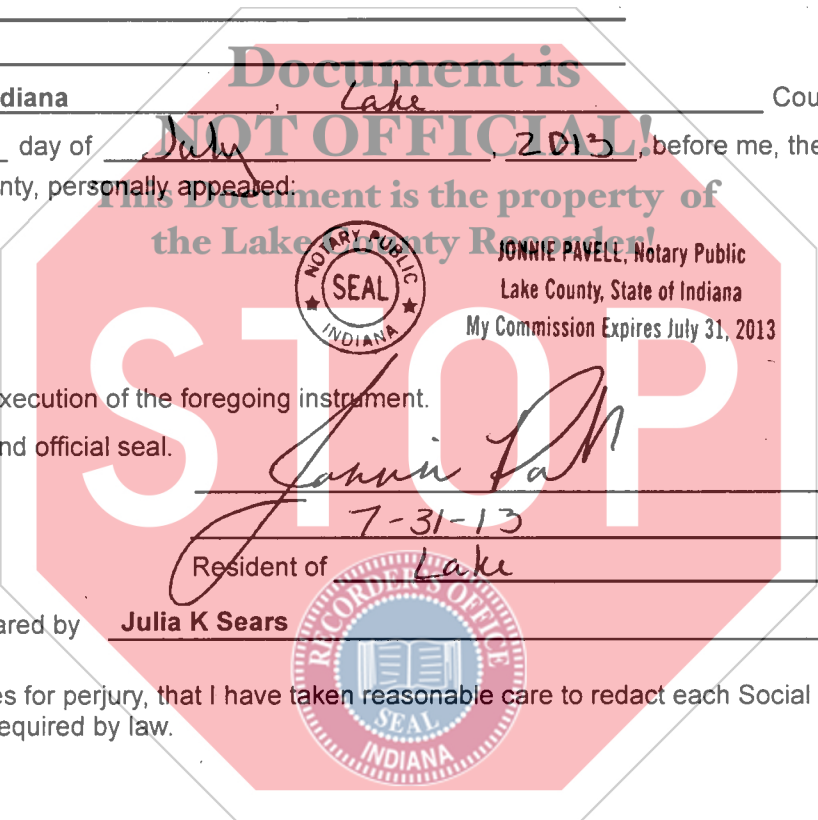 Document is
diana , Lake Cou
NOT OFFICIAL!
day of July , 2013 , before me, the
nty, personally appeared:
This Document is the property of
the Lake County Recorder!
NOTARY PUBLIC
SEAL
INDIANA
JONNIE PAVELL, Notary Public
Lake County, State of Indiana
My Commission Expires July 31, 2013
STOP
xecution of the foregoing instrument.
nd official seal.
7-31-13
Resident of Lake
ared by Julia K Sears
RECORDER'S OFFICE
SEAL
INDIANA
es for perjury, that I have taken reasonable care to redact each Social
equired by law.